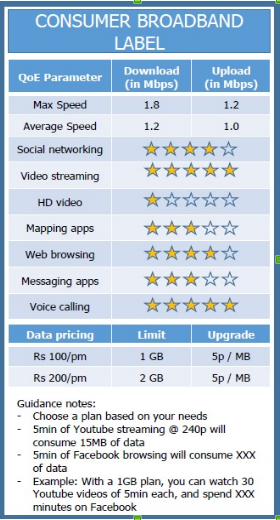 CONSUMER BROADBAND
LABEL
QoE Parameter Download (in Mbps) Upload (in Mbps)
Max Speed 1.8 1.2
Average Speed 1.2 1.0
Social networking
Video streaming
HD video
Mapping apps
Web browsing
Messaging apps
Voice calling
Data pricing Limit Upgrade
Rs 100/pm 1 GB 5p / MB
Rs 200/pm 2 GB 5p / MB
Guidance notes:
- Choose a plan based on your needs
- 5min of Youtube streaming @ 240p will
consume 15MB of data
- 5min of Facebook browsing will consume XXX
of data
- Example: With a 1GB plan, you can watch 30
Youtube videos of 5min each, and spend XXX
minutes on Facebook